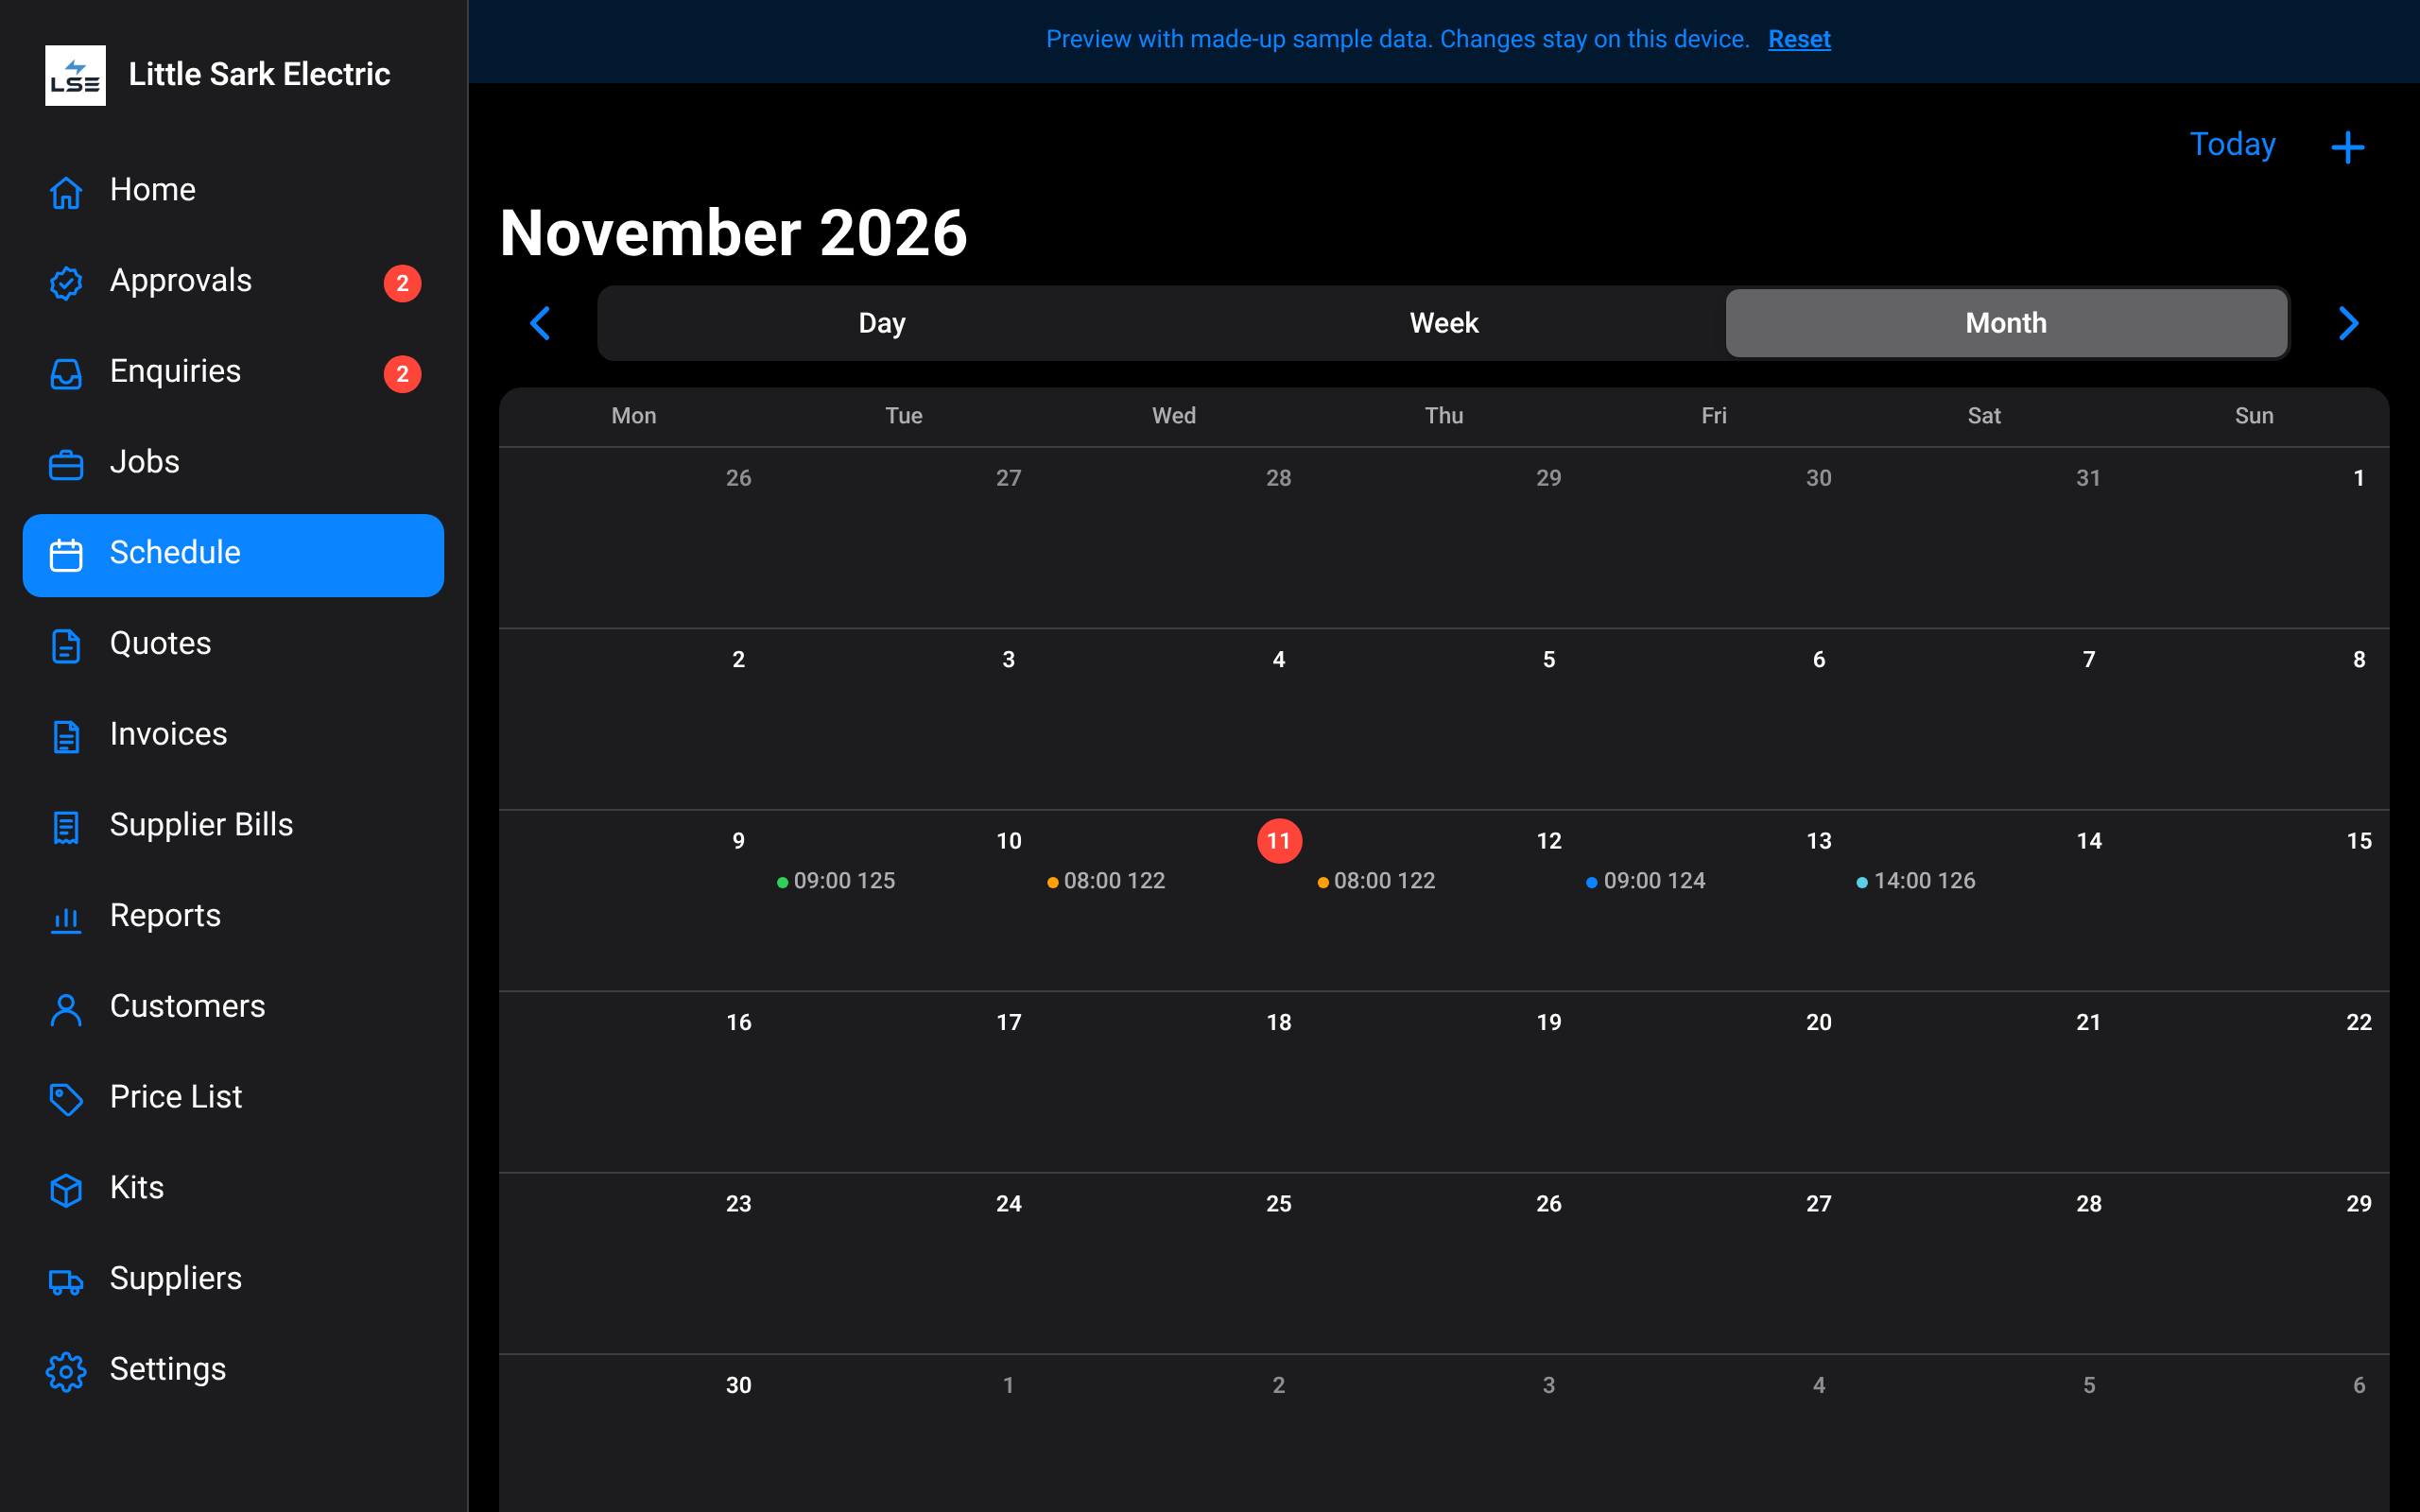 LSE
Little Sark Electric
Home
Approvals 2
Enquiries 2
Jobs
Schedule
Quotes
Invoices
Supplier Bills
Reports
Customers
Price List
Kits
Suppliers
Settings
Preview with made-up sample data. Changes stay on this device. Reset
Today
November 2026
Day Week Month
Mon Tue Wed Thu Fri Sat Sun
26 27 28 29 30 31 1
2 3 4 5 6 7 8
9 10 11 12 13 14 15
09:00 125 08:00 122 08:00 122 09:00 124 14:00 126
16 17 18 19 20 21 22
23 24 25 26 27 28 29
30 1 2 3 4 5 6